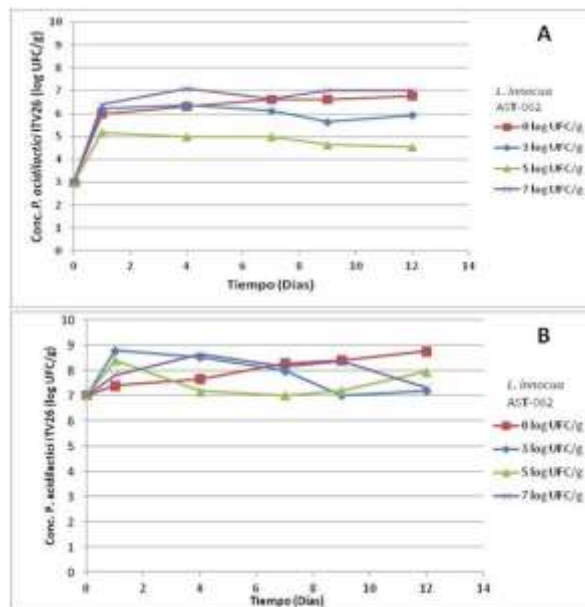 A
Conc. P. acidilactici ITV26 (log UFC/g)
10
9
8
7
6
5
4
3
2
1
0
0 2 4 6 8 10 12 14
Tiempo (Días)
L. innocua
AST-062
0 log UFC/g
3 log UFC/g
5 log UFC/g
7 log UFC/g
B
Conc. P. acidilactici ITV26 (log UFC/g)
10
9
8
7
6
5
4
3
2
1
0
0 2 4 6 8 10 12 14
Tiempo (Días)
L. innocua
AST-062
0 log UFC/g
3 log UFC/g
5 log UFC/g
7 log UFC/g